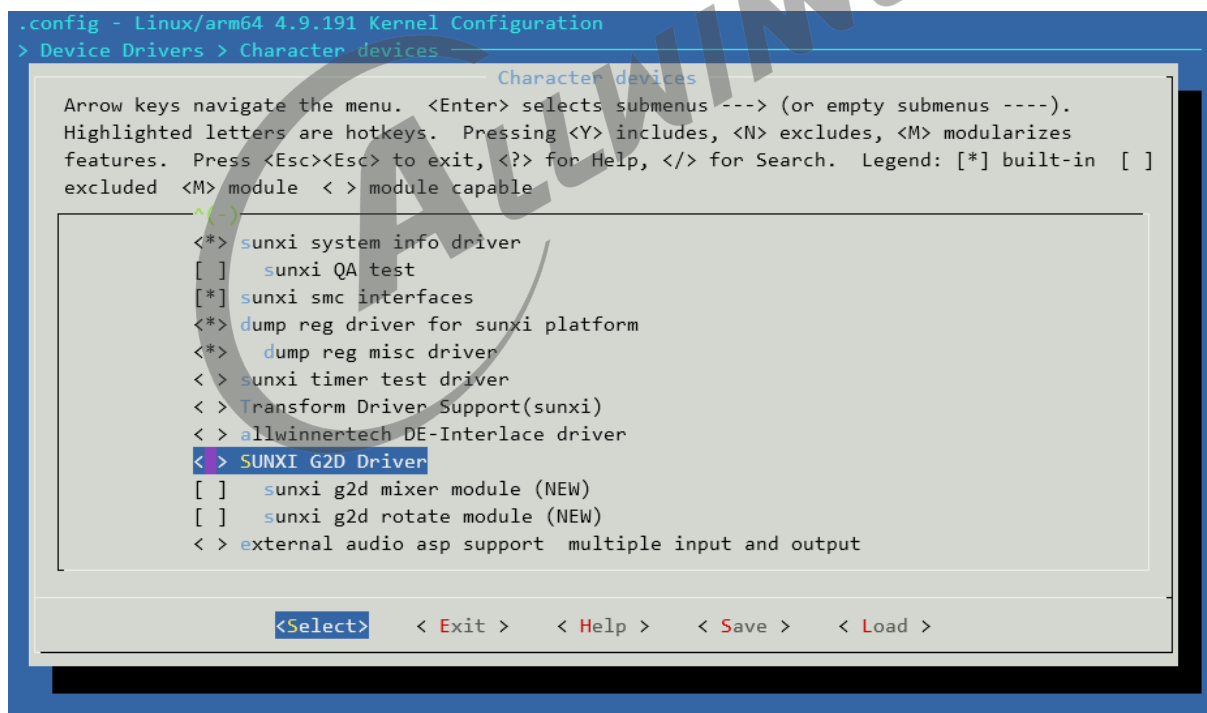 .config - Linux/arm64 4.9.191 Kernel Configuration
> Device Drivers > Character devices
Character devices
Arrow keys navigate the menu.  <Enter> selects submenus ---> (or empty submenus ----).
Highlighted letters are hotkeys.  Pressing <Y> includes, <N> excludes, <M> modularizes
features.  Press <Esc><Esc> to exit, <?> for Help, </> for Search.  Legend: [*] built-in  [ ]
excluded  <M> module  < > module capable
^(-)
<*> sunxi system info driver
[ ]   sunxi QA test
[*] sunxi smc interfaces
<*> dump reg driver for sunxi platform
<*>   dump reg misc driver
< > sunxi timer test driver
< > Transform Driver Support(sunxi)
< > allwinnertech DE-Interlace driver
< > SUNXI G2D Driver
[ ]   sunxi g2d mixer module (NEW)
[ ]   sunxi g2d rotate module (NEW)
< > external audio asp support  multiple input and output
<Select>    < Exit >    < Help >    < Save >    < Load >